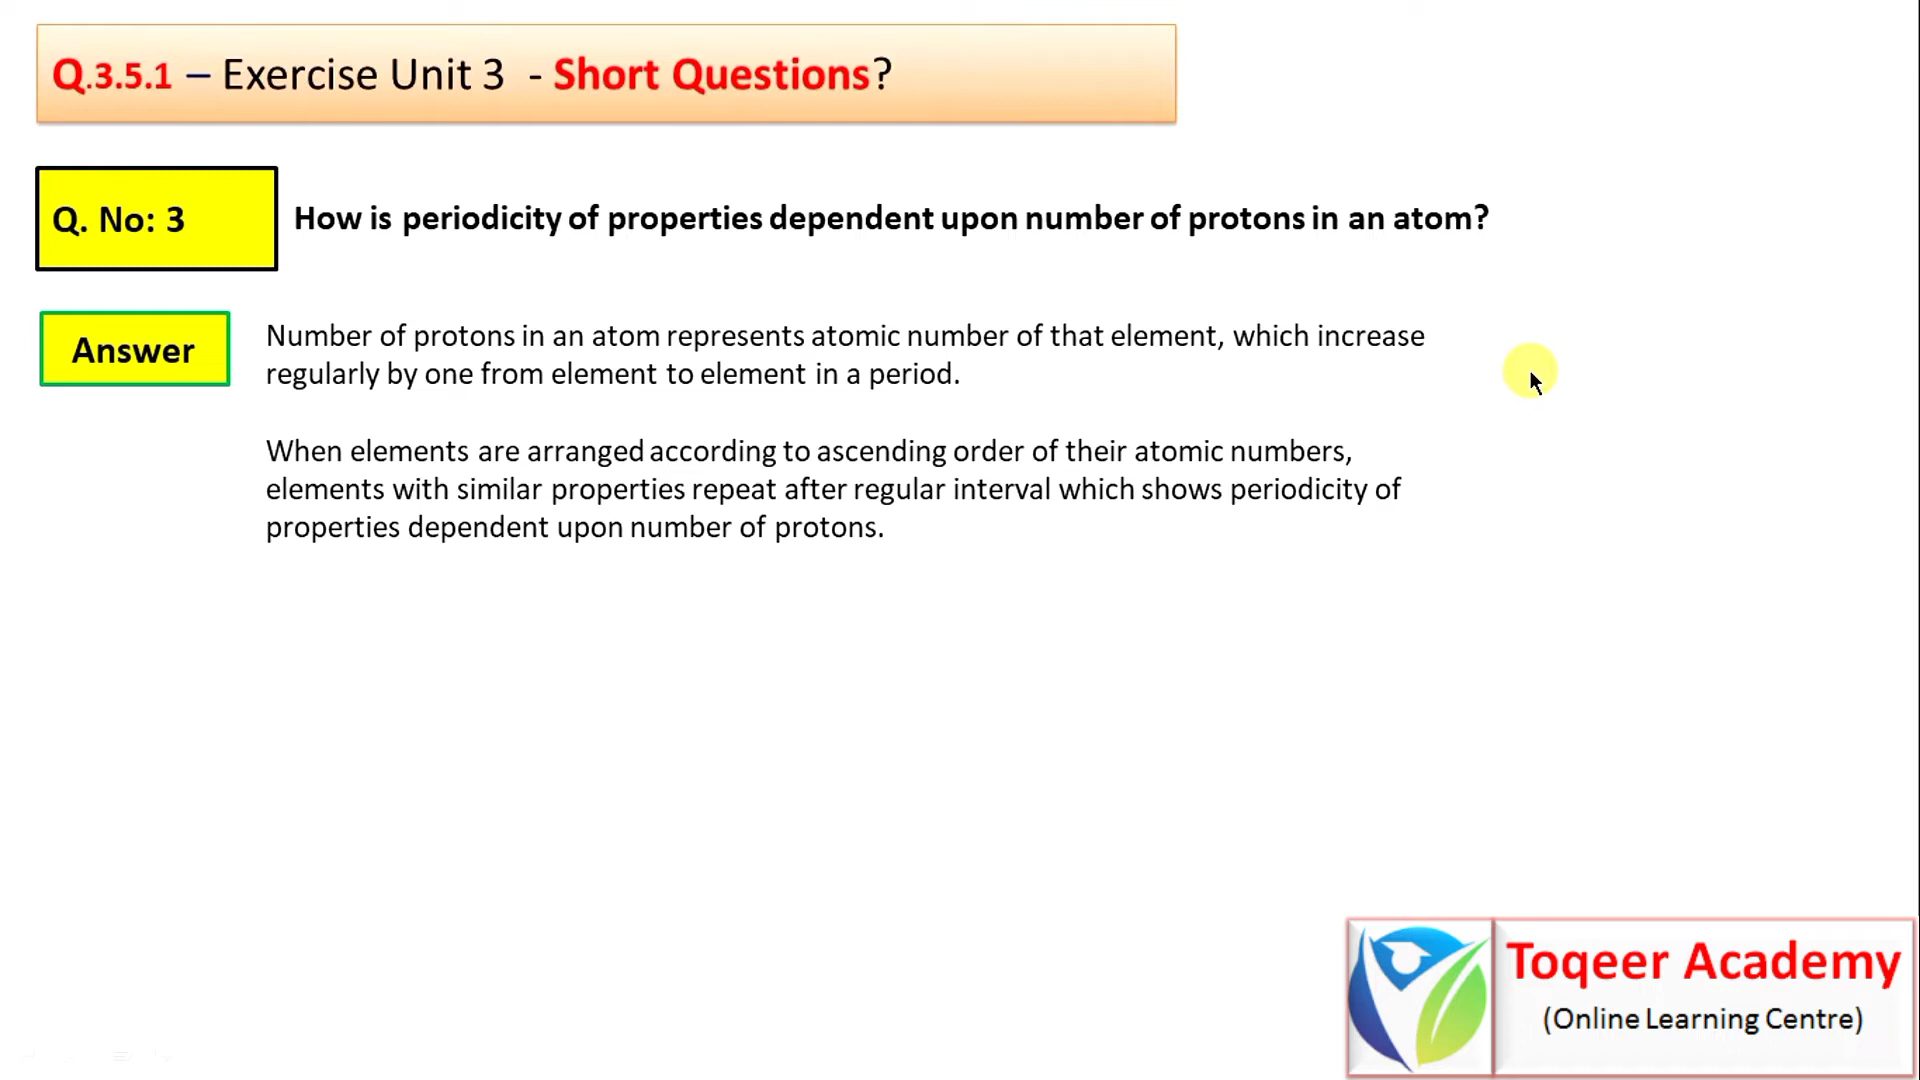 Q.3.5.1 – Exercise Unit 3 - Short Questions?
Q. No: 3
How is periodicity of properties dependent upon number of protons in an atom?
Answer
Number of protons in an atom represents atomic number of that element, which increase
regularly by one from element to element in a period.
When elements are arranged according to ascending order of their atomic numbers,
elements with similar properties repeat after regular interval which shows periodicity of
properties dependent upon number of protons.
Toqeer Academy
(Online Learning Centre)